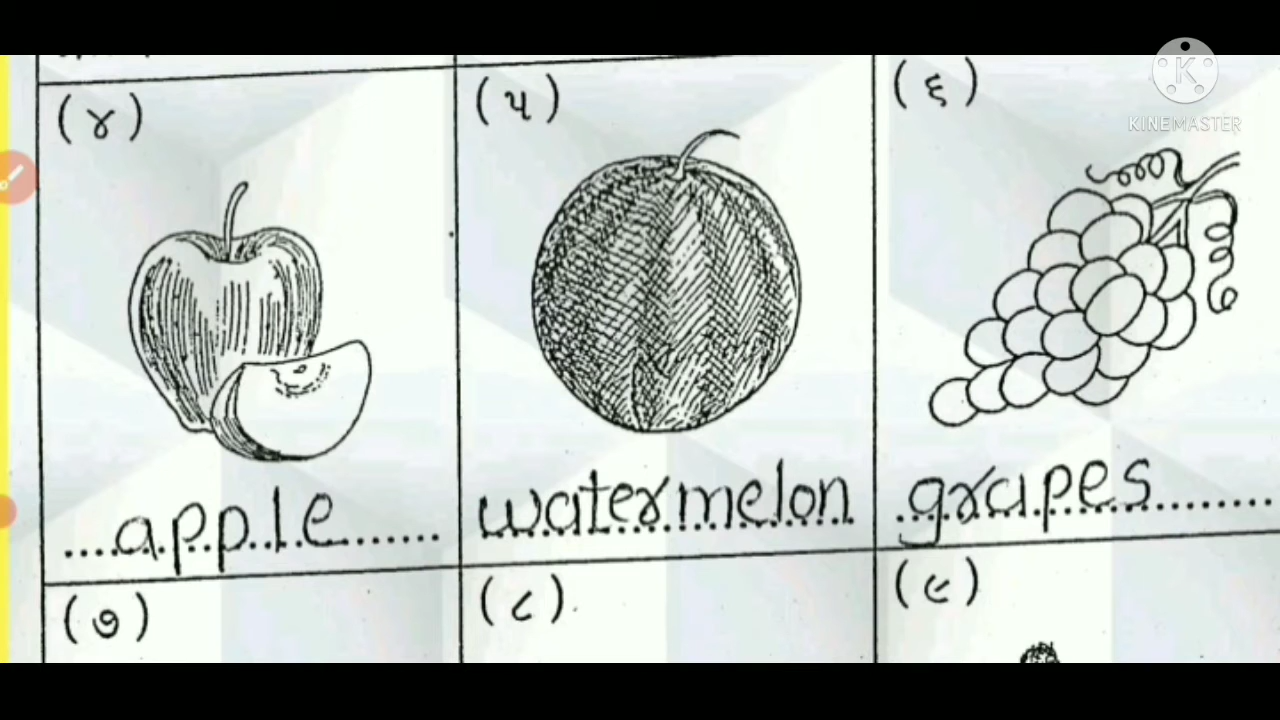 (૪)
(૫)
(૬)
KINEMASTER
apple
watermelon
grapes
(૭)
(૮)
(૯)